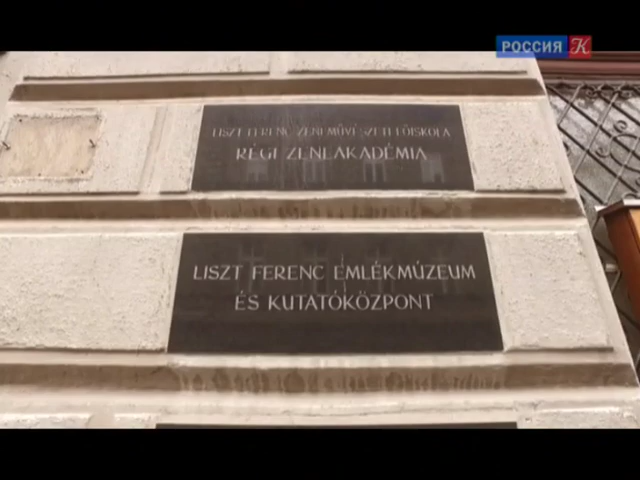 РОССИЯ К
LISZT FERENC ZENEMŰVÉSZETI FŐISKOLA
RÉGI ZENEAKADÉMIA
LISZT FERENC EMLÉKMÚZEUM
ÉS KUTATÓKÖZPONT